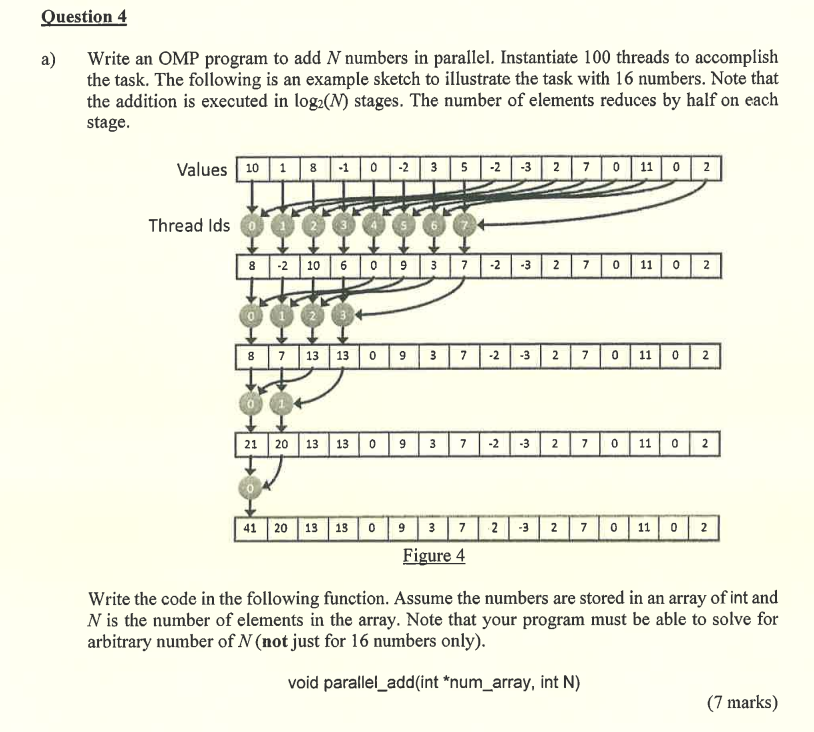 Question 4
a) Write an OMP program to add N numbers in parallel. Instantiate 100 threads to accomplish
the task. The following is an example sketch to illustrate the task with 16 numbers. Note that
the addition is executed in log₂(N) stages. The number of elements reduces by half on each
stage.
Values 10 1 8 -1 0 -2 3 5 -2 -3 2 7 0 11 0 2
Thread Ids 0 1 2 3 4 5 6 7
8 -2 10 6 0 9 3 7 -2 -3 2 7 0 11 0 2
0 1 2 3
8 7 13 13 0 9 3 7 -2 -3 2 7 0 11 0 2
0 1
21 20 13 13 0 9 3 7 -2 -3 2 7 0 11 0 2
0
41 20 13 13 0 9 3 7 2 -3 2 7 0 11 0 2
Figure 4
Write the code in the following function. Assume the numbers are stored in an array of int and
N is the number of elements in the array. Note that your program must be able to solve for
arbitrary number of N (not just for 16 numbers only).
void parallel_add(int *num_array, int N)
(7 marks)